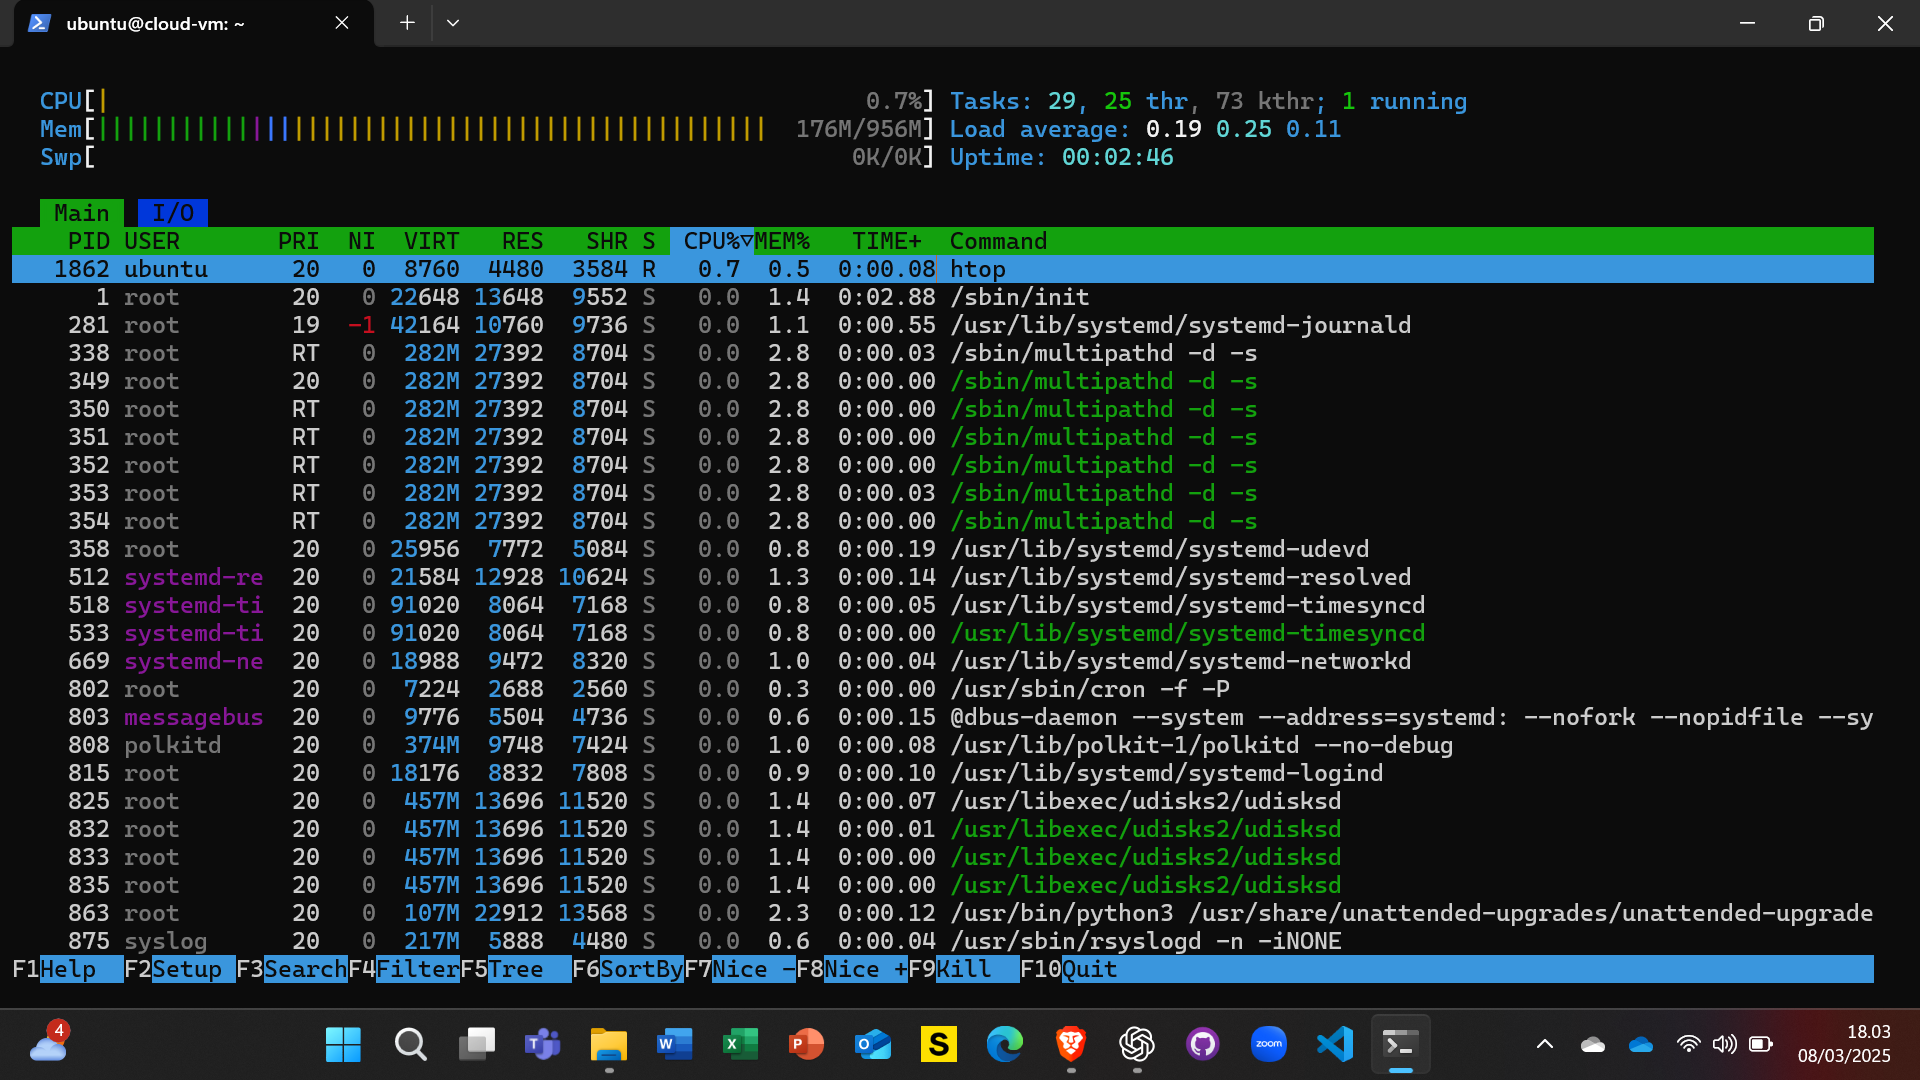 ubuntu@cloud-vm: ~
CPU[| 0.7%] Tasks: 29, 25 thr, 73 kthr; 1 running
Mem[|||||||||||||||||||||||||||||||||||||||||||||||| 176M/956M] Load average: 0.19 0.25 0.11
Swp[ 0K/0K] Uptime: 00:02:46
Main I/O
PID USER PRI NI VIRT RES SHR S CPU%▽MEM% TIME+ Command
1862 ubuntu 20 0 8760 4480 3584 R 0.7 0.5 0:00.08 htop
1 root 20 0 22648 13648 9552 S 0.0 1.4 0:02.88 /sbin/init
281 root 19 -1 42164 10760 9736 S 0.0 1.1 0:00.55 /usr/lib/systemd/systemd-journald
338 root RT 0 282M 27392 8704 S 0.0 2.8 0:00.03 /sbin/multipathd -d -s
349 root 20 0 282M 27392 8704 S 0.0 2.8 0:00.00 /sbin/multipathd -d -s
350 root RT 0 282M 27392 8704 S 0.0 2.8 0:00.00 /sbin/multipathd -d -s
351 root RT 0 282M 27392 8704 S 0.0 2.8 0:00.00 /sbin/multipathd -d -s
352 root RT 0 282M 27392 8704 S 0.0 2.8 0:00.00 /sbin/multipathd -d -s
353 root RT 0 282M 27392 8704 S 0.0 2.8 0:00.03 /sbin/multipathd -d -s
354 root RT 0 282M 27392 8704 S 0.0 2.8 0:00.00 /sbin/multipathd -d -s
358 root 20 0 25956 7772 5084 S 0.0 0.8 0:00.19 /usr/lib/systemd/systemd-udevd
512 systemd-re 20 0 21584 12928 10624 S 0.0 1.3 0:00.14 /usr/lib/systemd/systemd-resolved
518 systemd-ti 20 0 91020 8064 7168 S 0.0 0.8 0:00.05 /usr/lib/systemd/systemd-timesyncd
533 systemd-ti 20 0 91020 8064 7168 S 0.0 0.8 0:00.00 /usr/lib/systemd/systemd-timesyncd
669 systemd-ne 20 0 18988 9472 8320 S 0.0 1.0 0:00.04 /usr/lib/systemd/systemd-networkd
802 root 20 0 7224 2688 2560 S 0.0 0.3 0:00.00 /usr/sbin/cron -f -P
803 messagebus 20 0 9776 5504 4736 S 0.0 0.6 0:00.15 @dbus-daemon --system --address=systemd: --nofork --nopidfile --sy
808 polkitd 20 0 374M 9748 7424 S 0.0 1.0 0:00.08 /usr/lib/polkit-1/polkitd --no-debug
815 root 20 0 18176 8832 7808 S 0.0 0.9 0:00.10 /usr/lib/systemd/systemd-logind
825 root 20 0 457M 13696 11520 S 0.0 1.4 0:00.07 /usr/libexec/udisks2/udisksd
832 root 20 0 457M 13696 11520 S 0.0 1.4 0:00.01 /usr/libexec/udisks2/udisksd
833 root 20 0 457M 13696 11520 S 0.0 1.4 0:00.00 /usr/libexec/udisks2/udisksd
835 root 20 0 457M 13696 11520 S 0.0 1.4 0:00.00 /usr/libexec/udisks2/udisksd
863 root 20 0 107M 22912 13568 S 0.0 2.3 0:00.12 /usr/bin/python3 /usr/share/unattended-upgrades/unattended-upgrade
875 syslog 20 0 217M 5888 4480 S 0.0 0.6 0:00.04 /usr/sbin/rsyslogd -n -iNONE
F1Help F2Setup F3SearchF4FilterF5Tree F6SortByF7Nice -F8Nice +F9Kill F10Quit
4
T W X P O S zoom
18.03
08/03/2025